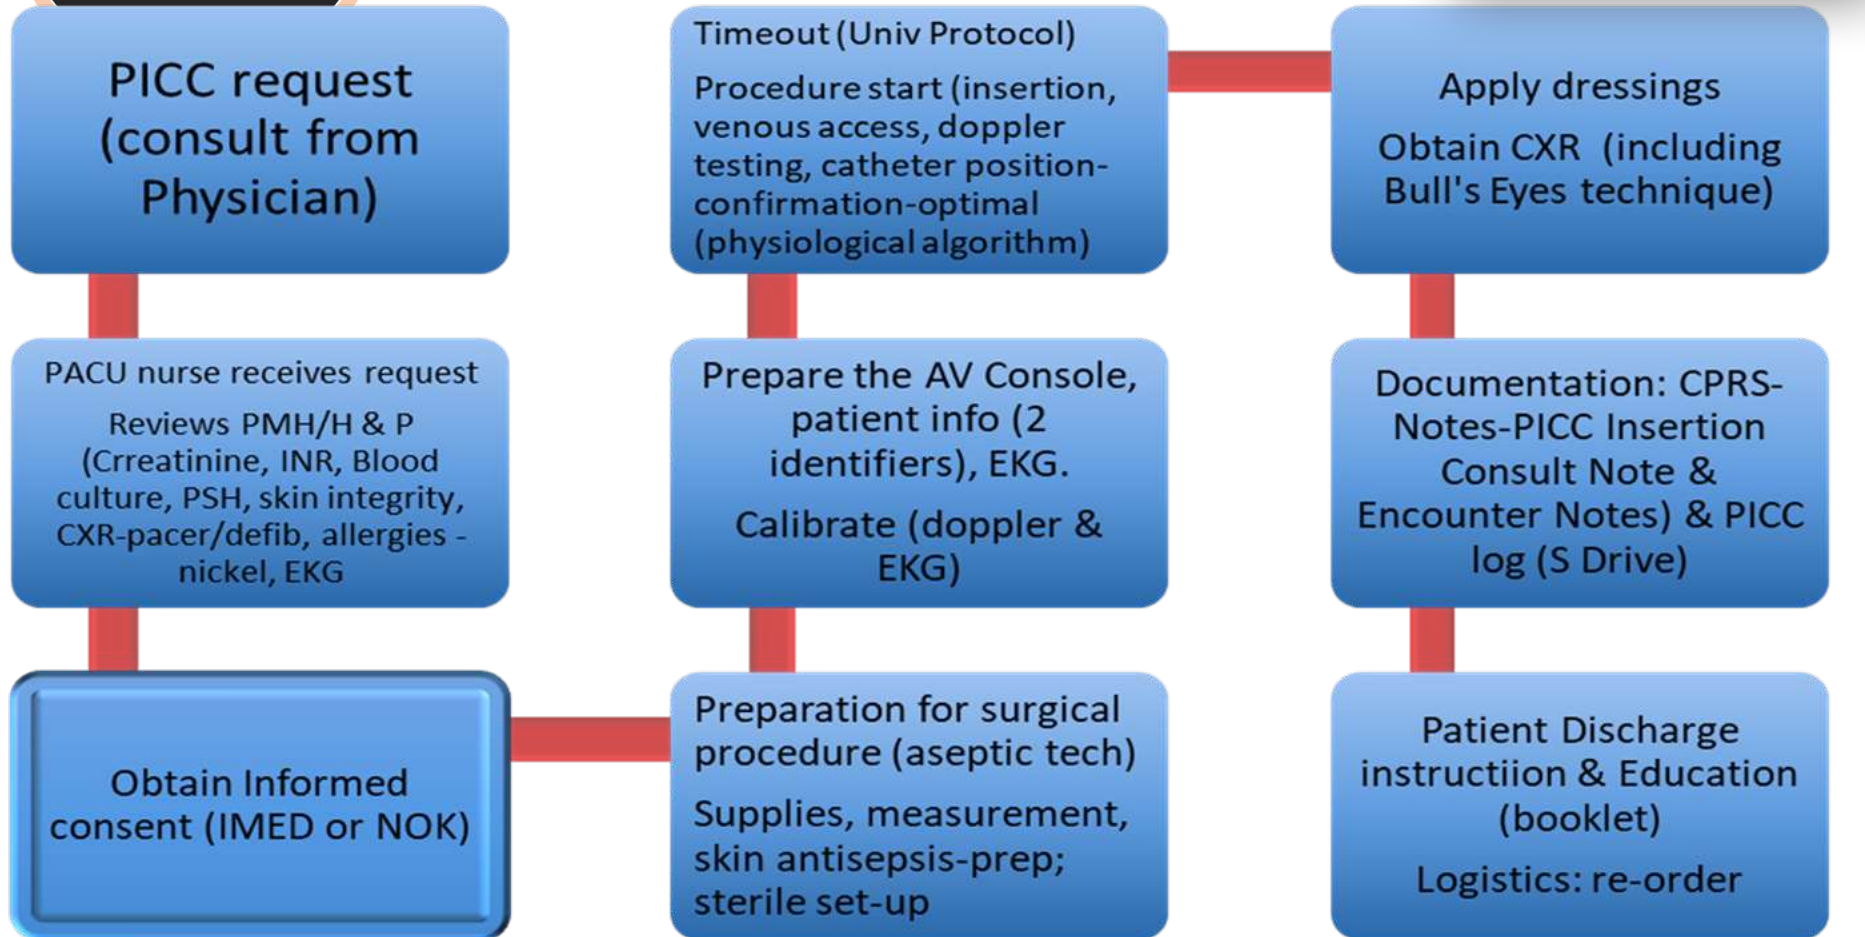 PICC request
(consult from
Physician)
PACU nurse receives request
Reviews PMH/H & P
(Crreatinine, INR, Blood
culture, PSH, skin integrity,
CXR-pacer/defib, allergies -
nickel, EKG
Obtain Informed
consent (IMED or NOK)
Preparation for surgical
procedure (aseptic tech)
Supplies, measurement,
skin antisepsis-prep;
sterile set-up
Prepare the AV Console,
patient info (2
identifiers), EKG.
Calibrate (doppler &
EKG)
Timeout (Univ Protocol)
Procedure start (insertion,
venous access, doppler
testing, catheter position-
confirmation-optimal
(physiological algorithm)
Apply dressings
Obtain CXR (including
Bull's Eyes technique)
Documentation: CPRS-
Notes-PICC Insertion
Consult Note &
Encounter Notes) & PICC
log (S Drive)
Patient Discharge
instructiion & Education
(booklet)
Logistics: re-order